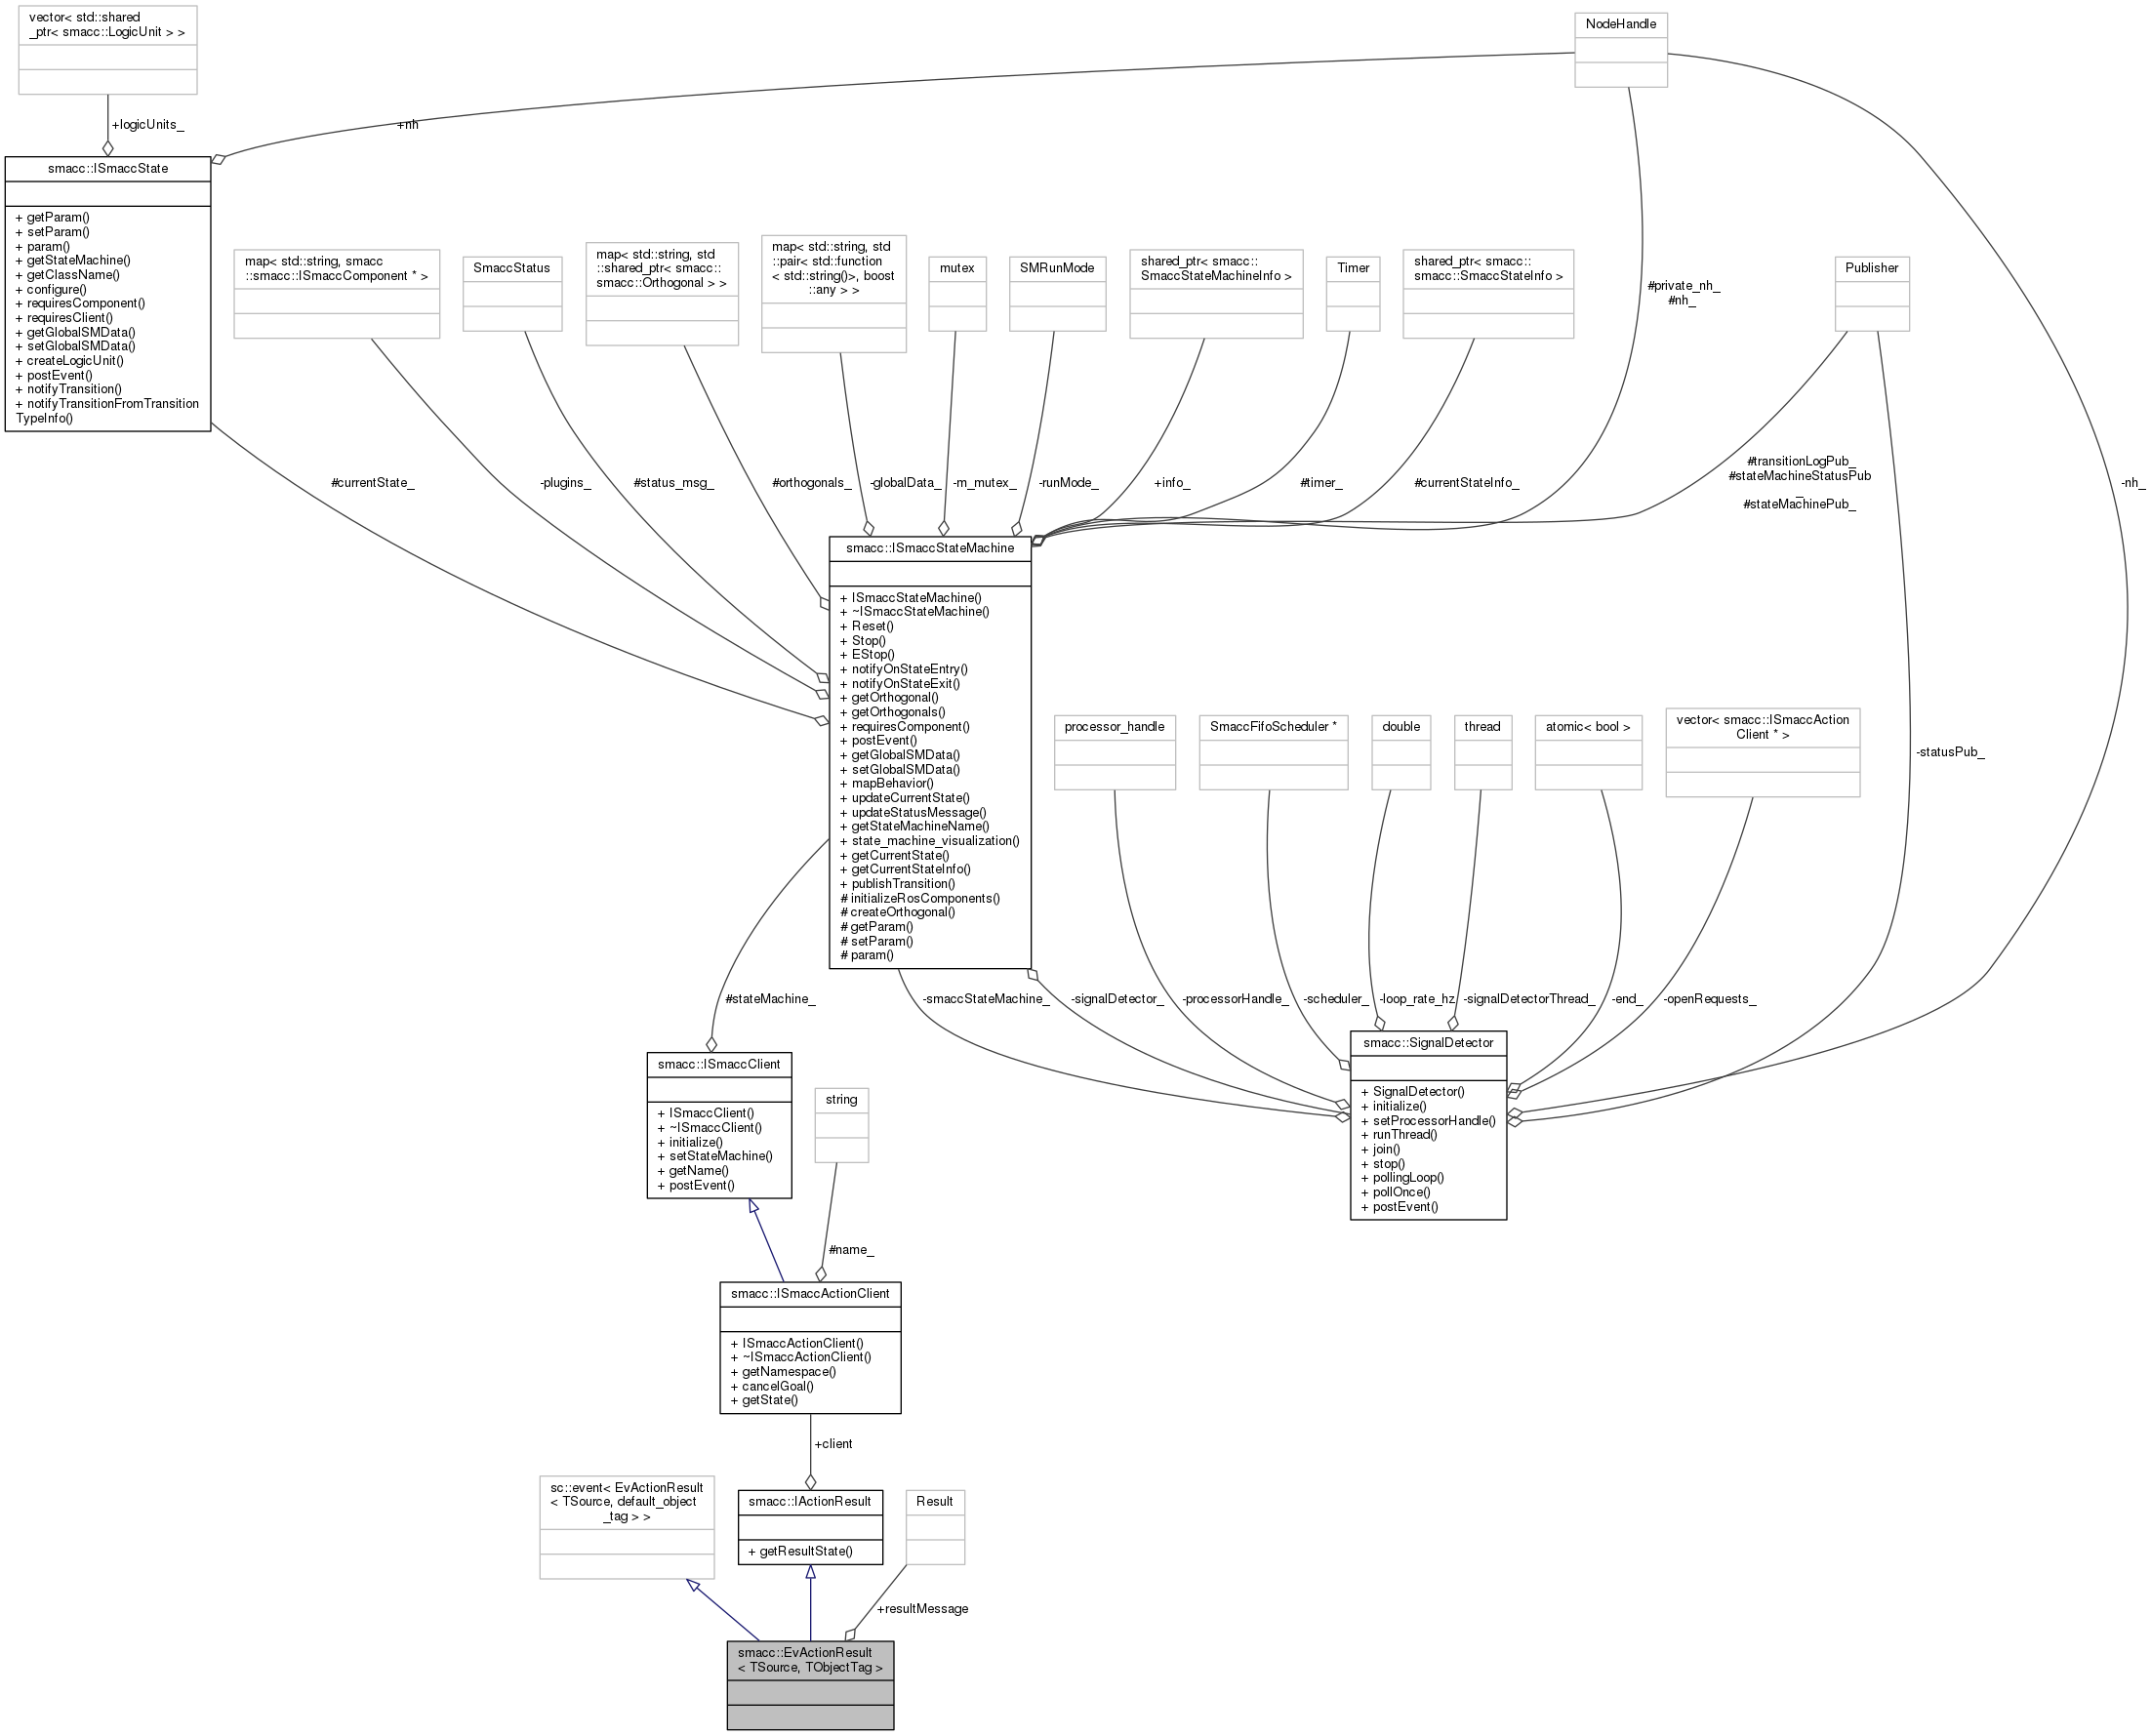 vector< std::shared
_ptr< smacc::LogicUnit > >
NodeHandle
+logicUnits_
+nh
smacc::ISmaccState
+ getParam()
+ setParam()
+ param()
+ getStateMachine()
+ getClassName()
+ configure()
+ requiresComponent()
+ requiresClient()
+ getGlobalSMData()
+ setGlobalSMData()
+ createLogicUnit()
+ postEvent()
+ notifyTransition()
+ notifyTransitionFromTransition
TypeInfo()
map< std::string, smacc
::smacc::ISmaccComponent * >
SmaccStatus
map< std::string, std
::shared_ptr< smacc::
smacc::Orthogonal > >
map< std::string, std
::pair< std::function
< std::string()>, boost
::any > >
mutex
SMRunMode
shared_ptr< smacc::
SmaccStateMachineInfo >
Timer
shared_ptr< smacc::
smacc::SmaccStateInfo >
#private_nh_
#nh_
Publisher
#currentState_
-plugins_
#status_msg_
#orthogonals_
-globalData_
-m_mutex_
-runMode_
+info_
#timer_
#currentStateInfo_
#transitionLogPub_
#stateMachineStatusPub
_
#stateMachinePub_
-nh_
smacc::ISmaccStateMachine
+ ISmaccStateMachine()
+ ~ISmaccStateMachine()
+ Reset()
+ Stop()
+ EStop()
+ notifyOnStateEntry()
+ notifyOnStateExit()
+ getOrthogonal()
+ getOrthogonals()
+ requiresComponent()
+ postEvent()
+ getGlobalSMData()
+ setGlobalSMData()
+ mapBehavior()
+ updateCurrentState()
+ updateStatusMessage()
+ getStateMachineName()
+ state_machine_visualization()
+ getCurrentState()
+ getCurrentStateInfo()
+ publishTransition()
# initializeRosComponents()
# createOrthogonal()
# getParam()
# setParam()
# param()
processor_handle
SmaccFifoScheduler *
double
thread
atomic< bool >
vector< smacc::ISmaccAction
Client * >
-statusPub_
#stateMachine_
-smaccStateMachine_
-signalDetector_
-processorHandle_
-scheduler_
-loop_rate_hz
-signalDetectorThread_
-end_
-openRequests_
smacc::SignalDetector
+ SignalDetector()
+ initialize()
+ setProcessorHandle()
+ runThread()
+ join()
+ stop()
+ pollingLoop()
+ pollOnce()
+ postEvent()
smacc::ISmaccClient
+ ISmaccClient()
+ ~ISmaccClient()
+ initialize()
+ setStateMachine()
+ getName()
+ postEvent()
string
#name_
smacc::ISmaccActionClient
+ ISmaccActionClient()
+ ~ISmaccActionClient()
+ getNamespace()
+ cancelGoal()
+ getState()
+client
sc::event< EvActionResult
< TSource, default_object
_tag > >
smacc::IActionResult
+ getResultState()
Result
+resultMessage
smacc::EvActionResult
< TSource, TObjectTag >